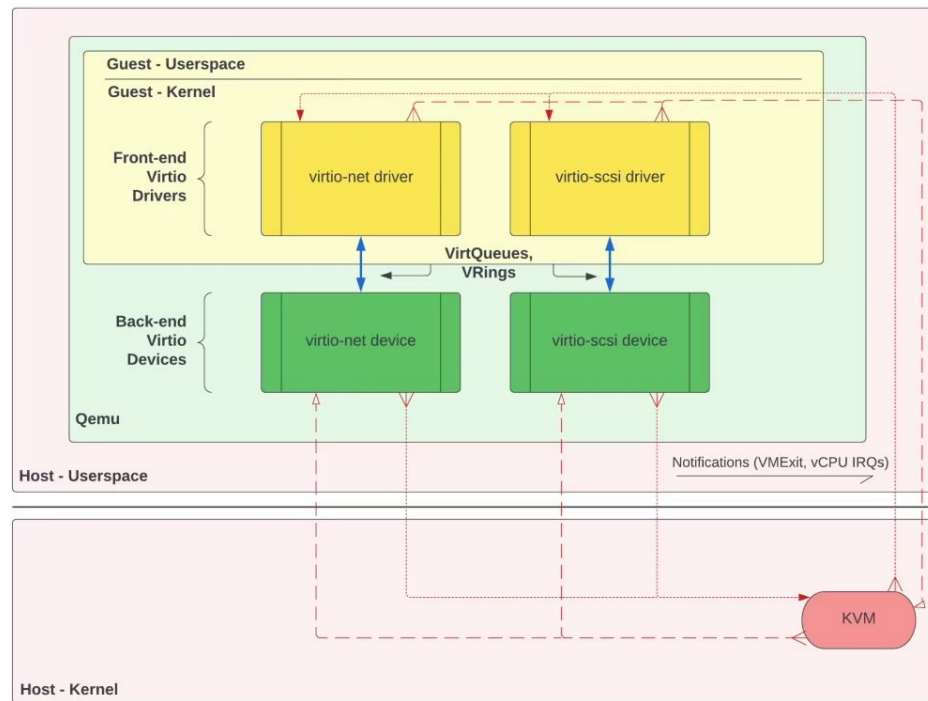 Guest - Userspace
Guest - Kernel
Front-end
Virtio
Drivers
virtio-net driver
virtio-scsi driver
VirtQueues,
VRings
Back-end
Virtio
Devices
virtio-net device
virtio-scsi device
Qemu
Notifications (VMExit, vCPU IRQs)
Host - Userspace
KVM
Host - Kernel